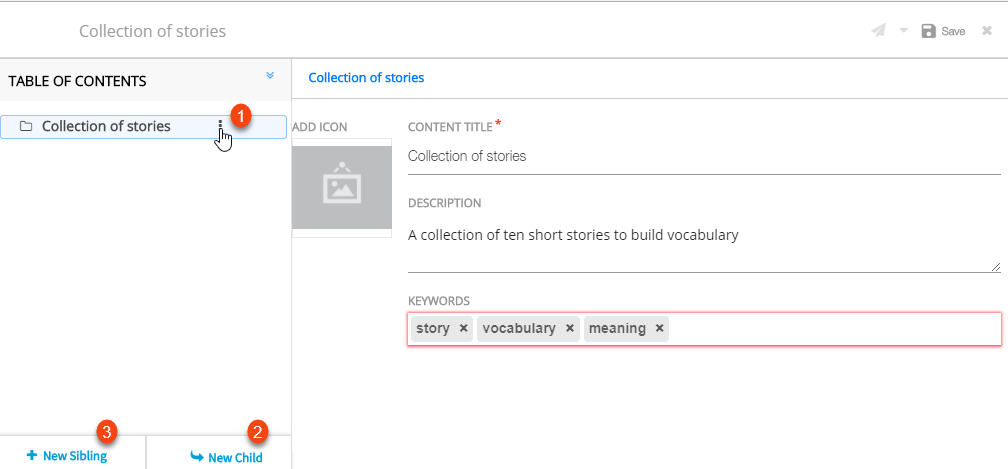 Collection of stories
Save
TABLE OF CONTENTS
Collection of stories
1
Collection of stories
ADD ICON
CONTENT TITLE*
Collection of stories
DESCRIPTION
A collection of ten short stories to build vocabulary
KEYWORDS
story × vocabulary × meaning ×
3
2
+ New Sibling
New Child